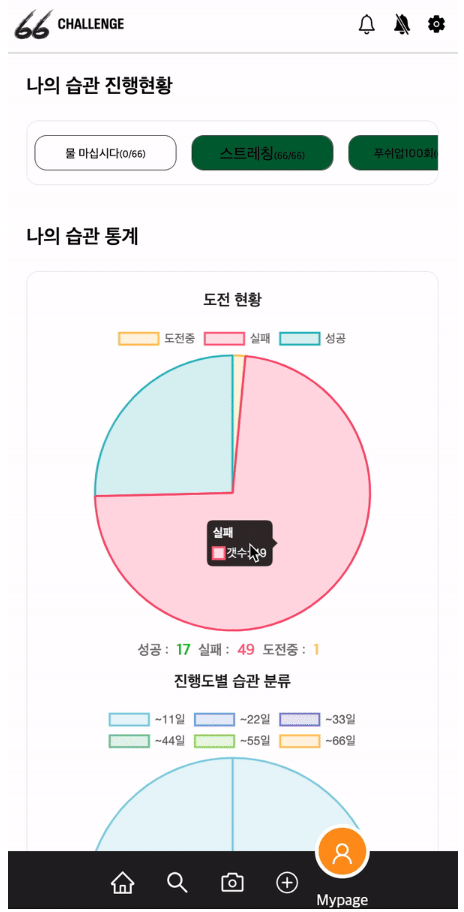 66 CHALLENGE
나의 습관 진행현황
물 마십시다(0/66) 스트레칭(66/66) 푸쉬업100회(
나의 습관 통계
도전 현황
도전중 실패 성공
실패
성공 : 17 실패 : 49 도전중 : 1
진행도별 습관 분류
~11일 ~22일 ~33일
~44일 ~55일 ~66일
Mypage